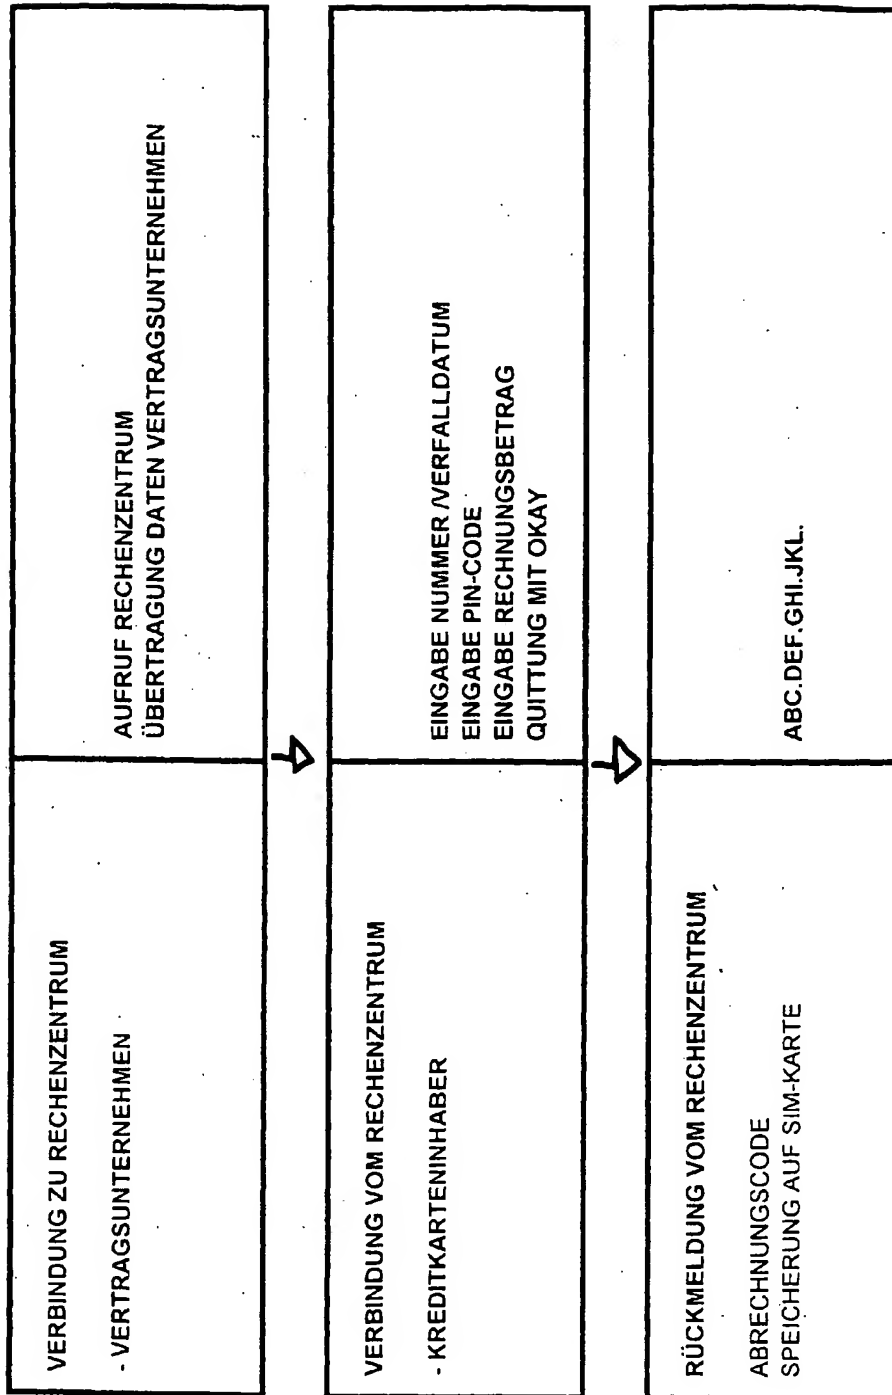 VERBINDUNG ZU RECHENZENTRUM
- VERTRAGSUNTERNEHMEN
AUFRUF RECHENZENTRUM
ÜBERTRAGUNG DATEN VERTRAGSUNTERNEHMEN
VERBINDUNG VOM RECHENZENTRUM
- KREDITKARTENINHABER
EINGABE NUMMER /VERFALLDATUM
EINGABE PIN-CODE
EINGABE RECHNUNGSBETRAG
QUITTUNG MIT OKAY
RÜCKMELDUNG VOM RECHENZENTRUM
ABRECHNUNGSCODE
SPEICHERUNG AUF SIM-KARTE
ABC.DEF.GHI.JKL.